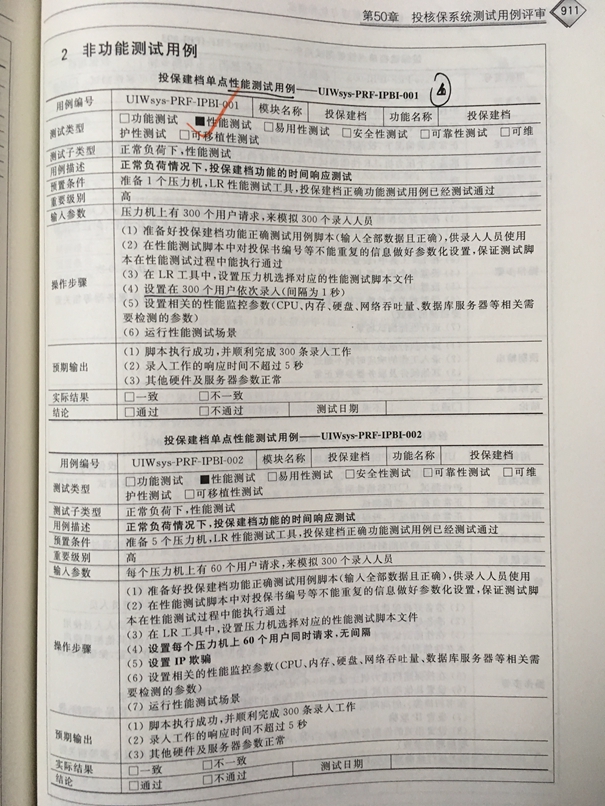 第50章 投核保系统测试用例评审 911
2 非功能测试用例
投保建档单点性能测试用例——UIWsys-PRF-IPBI-001
用例编号 UIWsys-PRF-IPBI-001 模块名称 投保建档 功能名称 投保建档
测试类型 □功能测试 ■性能测试 □易用性测试 □安全性测试 □可靠性测试 □可维
护性测试 □可移植性测试
测试子类型 正常负荷下,性能测试
用例描述 正常负荷情况下,投保建档功能的时间响应测试
预置条件 准备1个压力机,LR性能测试工具,投保建档正确功能测试用例已经测试通过
重要级别 高
输入参数 压力机上有300个用户请求,来模拟300个录入人员
操作步骤
(1) 准备好投保建档功能正确测试用例脚本(输入全部数据且正确),供录入人员使用
(2) 在性能测试脚本中对投保书编号等不能重复的信息做好参数化设置,保证测试脚
本在性能测试过程中能执行通过
(3) 在LR工具中,设置压力机选择对应的性能测试脚本文件
(4) 设置在300个用户依次录入(间隔为1秒)
(5) 设置相关的性能监控参数(CPU、内存、硬盘、网络吞吐量、数据库服务器等相关需
要检测的参数)
(6) 运行性能测试场景
预期输出
(1) 脚本执行成功,并顺利完成300条录入工作
(2) 录入工作的响应时间不超过5秒
(3) 其他硬件及服务器参数正常
实际结果 □一致 □不一致
结论 □通过 □不通过 测试日期
投保建档单点性能测试用例——UIWsys-PRF-IPBI-002
用例编号 UIWsys-PRF-IPBI-002 模块名称 投保建档 功能名称 投保建档
测试类型 □功能测试 ■性能测试 □易用性测试 □安全性测试 □可靠性测试 □可维
护性测试 □可移植性测试
测试子类型 正常负荷下,性能测试
用例描述 正常负荷情况下,投保建档功能的时间响应测试
预置条件 准备5个压力机,LR性能测试工具,投保建档正确功能测试用例已经测试通过
重要级别 高
输入参数 每个压力机上有60个用户请求,来模拟300个录入人员
操作步骤
(1) 准备好投保建档功能正确测试用例脚本(输入全部数据且正确),供录入人员使用
(2) 在性能测试脚本中对投保书编号等不能重复的信息做好参数化设置,保证测试脚
本在性能测试过程中能执行通过
(3) 在LR工具中,设置压力机选择对应的性能测试脚本文件
(4) 设置每个压力机上60个用户同时请求,无间隔
(5) 设置IP欺骗
(6) 设置相关的性能监控参数(CPU、内存、硬盘、网络吞吐量、数据库服务器等相关需
要检测的参数)
(7) 运行性能测试场景
预期输出
(1) 脚本执行成功,并顺利完成300条录入工作
(2) 录入工作的响应时间不超过5秒
(3) 其他硬件及服务器参数正常
实际结果 □一致 □不一致 测试日期
结论 □通过 □不通过